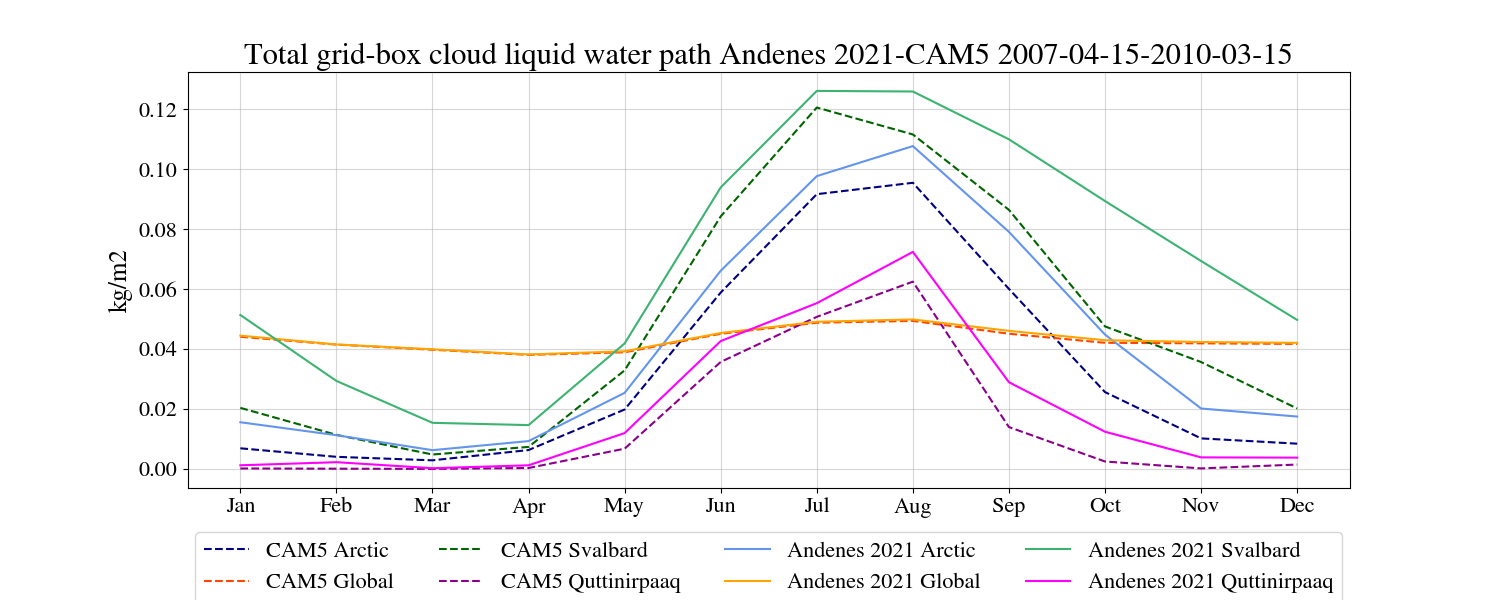 Total grid-box cloud liquid water path Andenes 2021-CAM5 2007-04-15-2010-03-15
kg/m2
0.12
0.10
0.08
0.06
0.04
0.02
0.00
Jan Feb Mar Apr May Jun Jul Aug Sep Oct Nov Dec
CAM5 Arctic CAM5 Svalbard Andenes 2021 Arctic Andenes 2021 Svalbard
CAM5 Global CAM5 Quttinirpaaq Andenes 2021 Global Andenes 2021 Quttinirpaaq